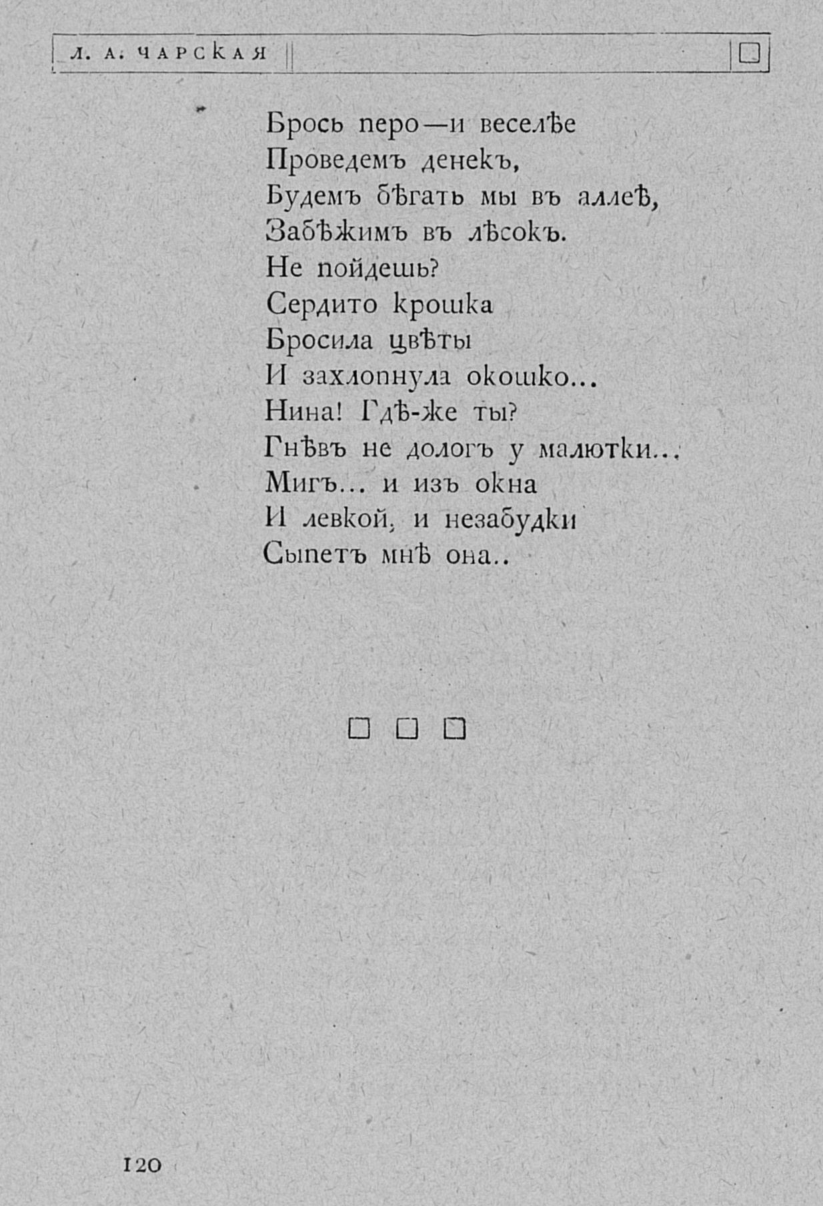 Л. А. ЧАРСКАЯ
Брось перо—и веселѣе
Проведемъ денекъ,
Будемъ бѣгать мы въ аллеѣ,
Забѣжимъ въ лѣсокъ.
Не пойдешь?
Сердито крошка
Бросила цвѣты
И захлопнула окошко...
Нина! Гдѣ-же ты?
Гнѣвъ не дологъ у малютки...
Мигъ... и изъ окна
И левкой, и незабудки
Сыпетъ мнѣ она..
120